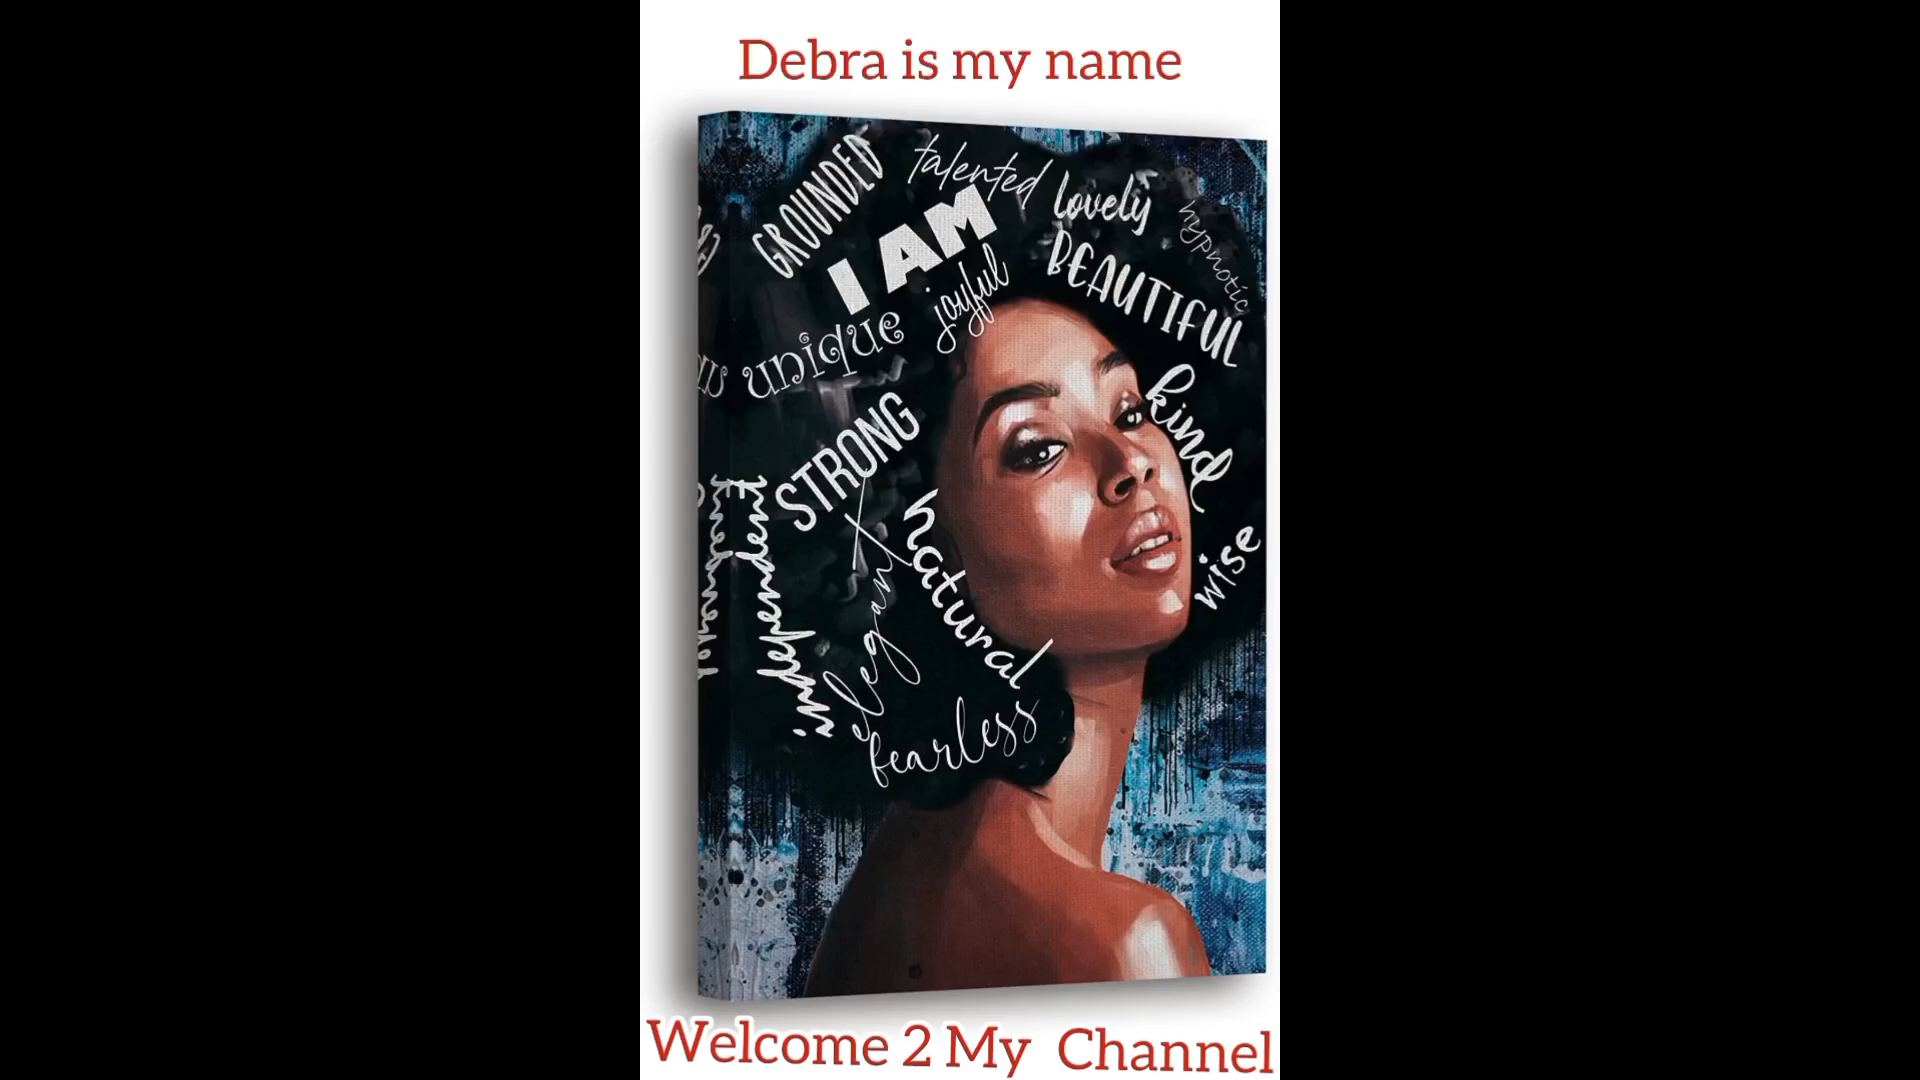 Debra is my name
GROUNDED
talented
I AM
lovely
hypnotic
BEAUTIFUL
joyful
unique
kind
STRONG
natural
wise
independent
elegant
fearless
Welcome 2 My Channel